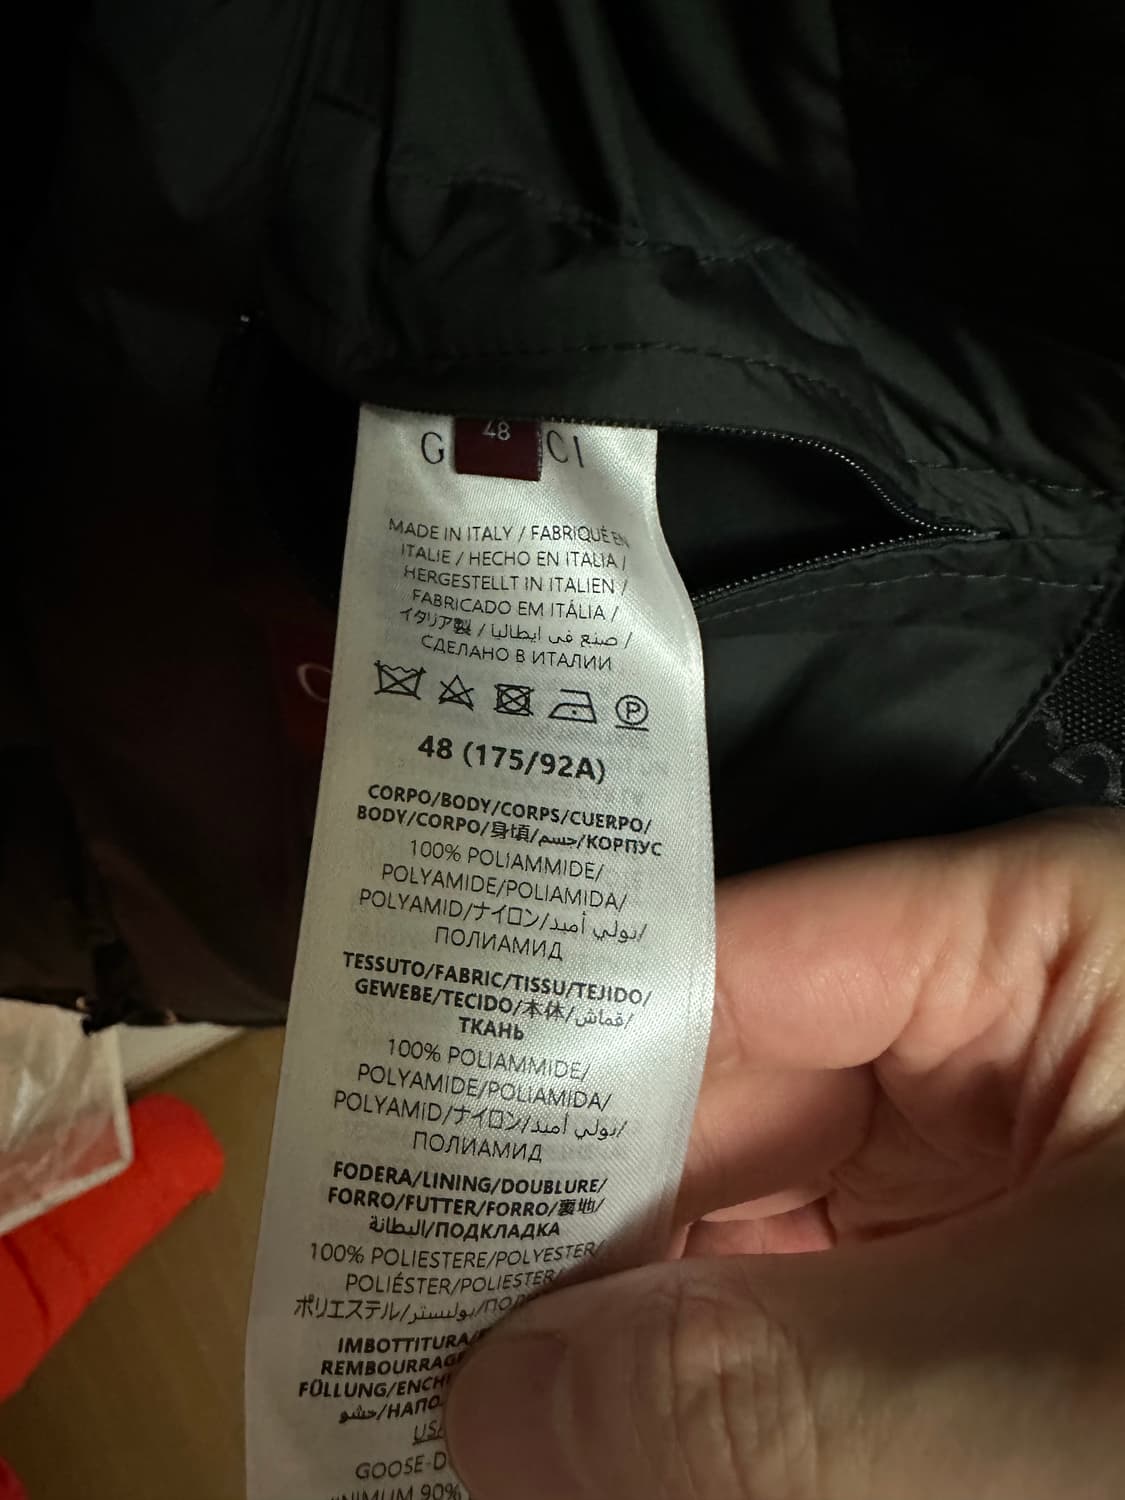 48
G CI
MADE IN ITALY / FABRIQUÉ EN
ITALIE / HECHO EN ITALIA /
HERGESTELLT IN ITALIEN /
FABRICADO EM ITÁLIA /
イタリア製 / صنع في ايطاليا /
СДЕЛАНО В ИТАЛИИ
P
48 (175/92A)
CORPO/BODY/CORPS/CUERPO/
BODY/CORPO/身頃/جسم/КОРПУС
100% POLIAMMIDE/
POLYAMIDE/POLIAMIDA/
POLYAMID/ナイロン/بولي أميد/
ПОЛИАМИД
TESSUTO/FABRIC/TISSU/TEJIDO/
GEWEBE/TECIDO/本体/قماش/
ТКАНЬ
100% POLIAMMIDE/
POLYAMIDE/POLIAMIDA/
POLYAMID/ナイロン/بولي أميد/
ПОЛИАМИД
FODERA/LINING/DOUBLURE/
FORRO/FUTTER/FORRO/裏地/
البطانة/ПОДКЛАДКА
100% POLIESTERE/POLYESTER/
POLIÉSTER/POLIESTER/
ポリエステル/بوليستر/
IMBOTTITURA/
REMBOURRAGE
FÜLLUNG/
حشو/
GOOSE-D
90%